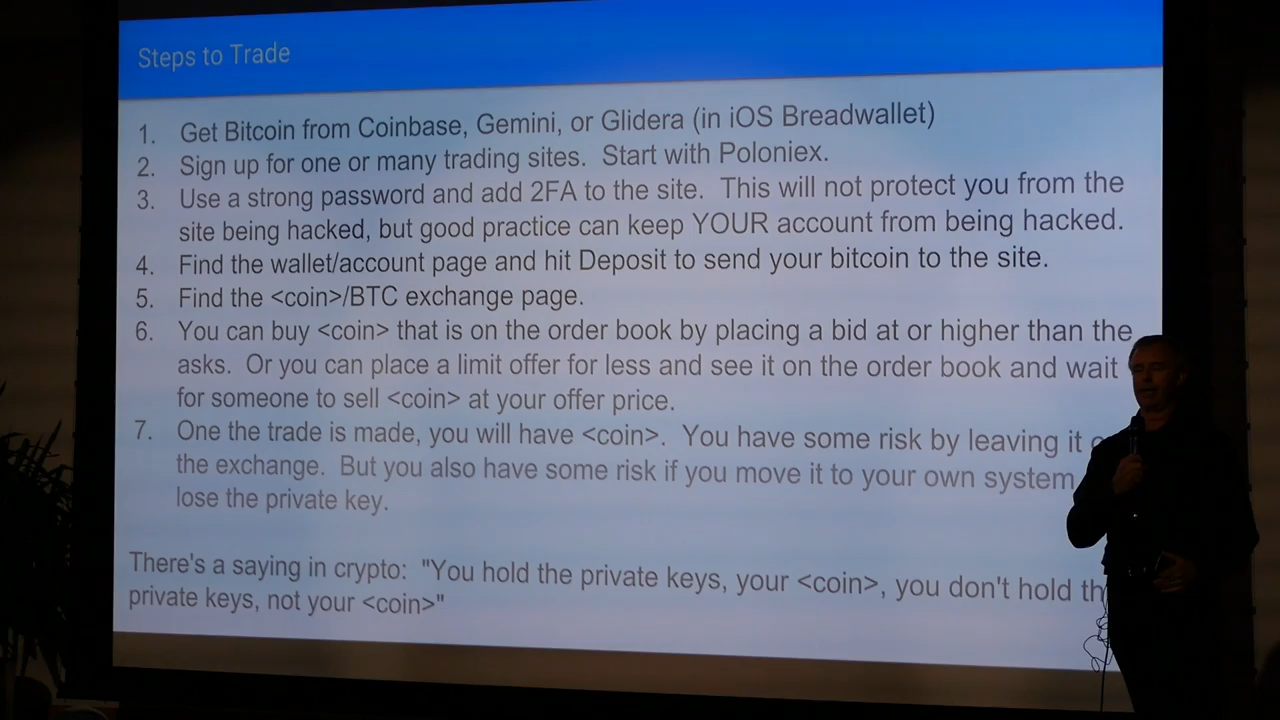 Steps to Trade
1. Get Bitcoin from Coinbase, Gemini, or Glidera (in iOS Breadwallet)
2. Sign up for one or many trading sites. Start with Poloniex.
3. Use a strong password and add 2FA to the site. This will not protect you from the
site being hacked, but good practice can keep YOUR account from being hacked.
4. Find the wallet/account page and hit Deposit to send your bitcoin to the site.
5. Find the <coin>/BTC exchange page.
6. You can buy <coin> that is on the order book by placing a bid at or higher than the
asks. Or you can place a limit offer for less and see it on the order book and wait
for someone to sell <coin> at your offer price.
7. One the trade is made, you will have <coin>. You have some risk by leaving it
the exchange. But you also have some risk if you move it to your own system
lose the private key.
There's a saying in crypto: "You hold the private keys, your <coin>, you don't hold
private keys, not your <coin>"